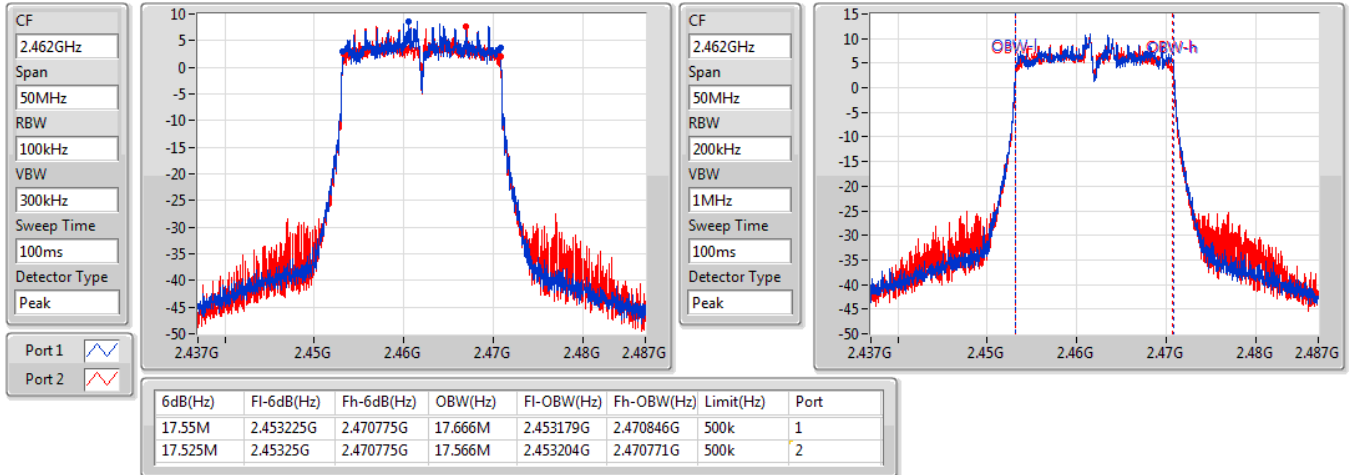 CF
2.462GHz
Span
50MHz
RBW
100kHz
VBW
300kHz
Sweep Time
100ms
Detector Type
Peak
Port 1
Port 2
10
5
0
-5
-10
-15
-20
-25
-30
-35
-40
-45
-50
2.437G 2.45G 2.46G 2.47G 2.48G 2.487G
CF
2.462GHz
Span
50MHz
RBW
200kHz
VBW
1MHz
Sweep Time
100ms
Detector Type
Peak
15
10
5
0
-5
-10
-15
-20
-25
-30
-35
-40
-45
-50
OBW-l OBW-h
2.437G 2.45G 2.46G 2.47G 2.48G 2.487G
6dB(Hz) Fl-6dB(Hz) Fh-6dB(Hz) OBW(Hz) Fl-OBW(Hz) Fh-OBW(Hz) Limit(Hz) Port
17.55M 2.453225G 2.470775G 17.666M 2.453179G 2.470846G 500k 1
17.525M 2.45325G 2.470775G 17.566M 2.453204G 2.470771G 500k 2